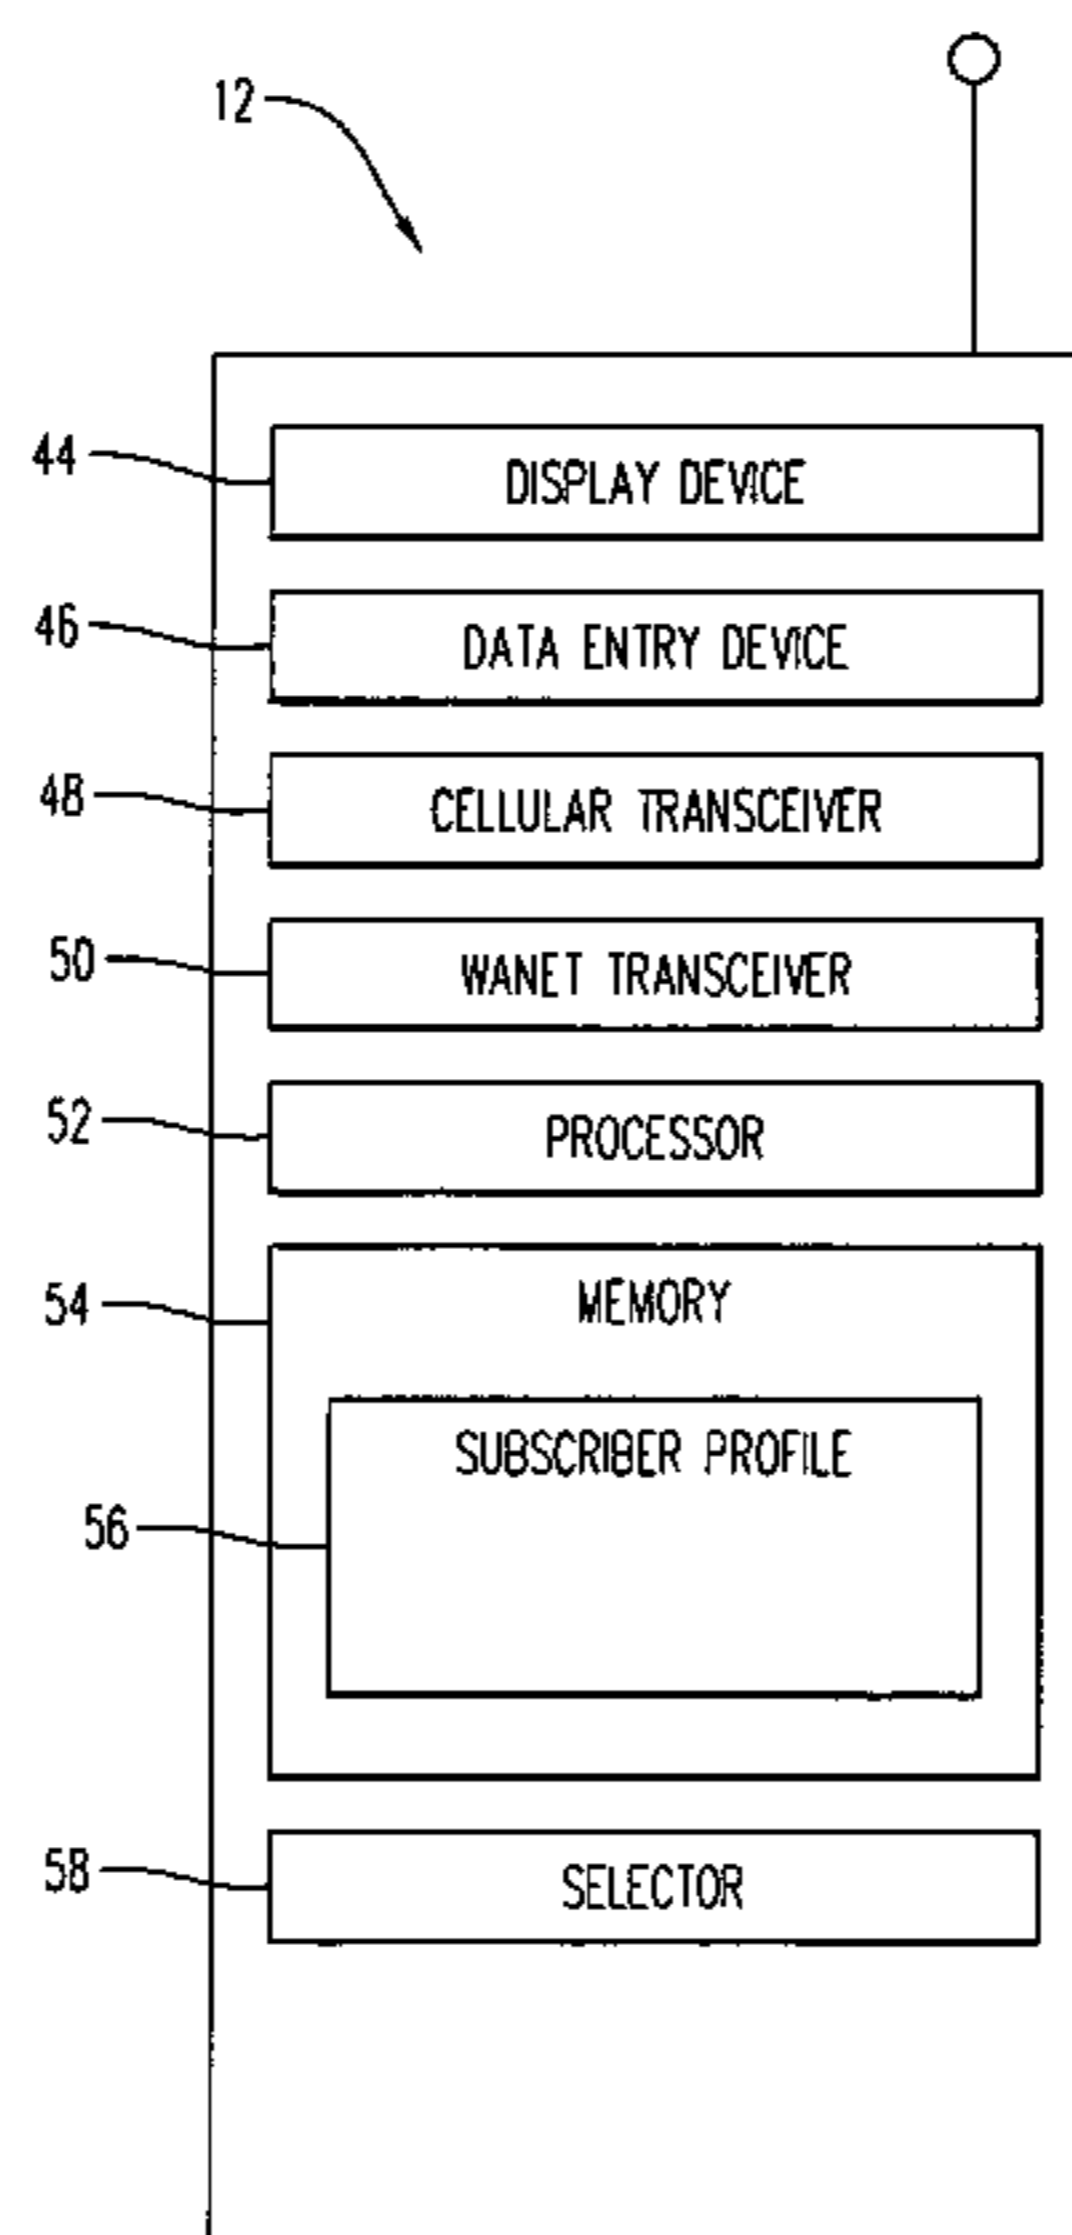 12
44 DISPLAY DEVICE
46 DATA ENTRY DEVICE
48 CELLULAR TRANSCEIVER
50 WANET TRANSCEIVER
52 PROCESSOR
54 MEMORY
SUBSCRIBER PROFILE
56
58 SELECTOR